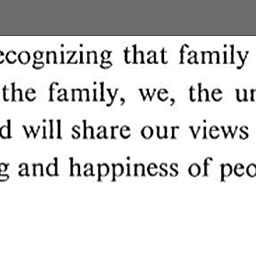 ecognizing that family
the family, we, the un
d will share our views
g and happiness of peo